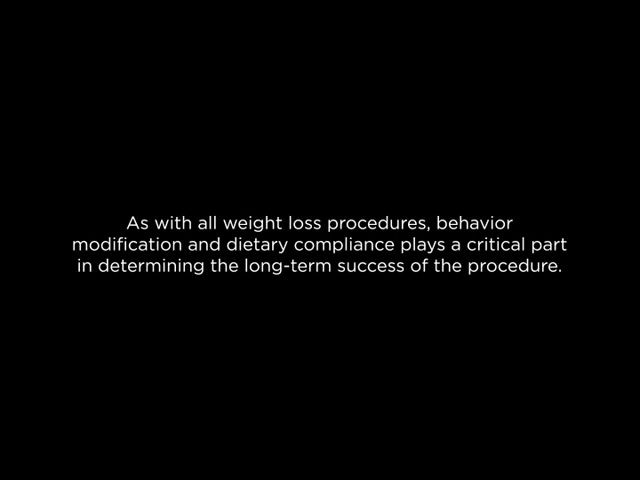 As with all weight loss procedures, behavior
modification and dietary compliance plays a critical part
in determining the long-term success of the procedure.